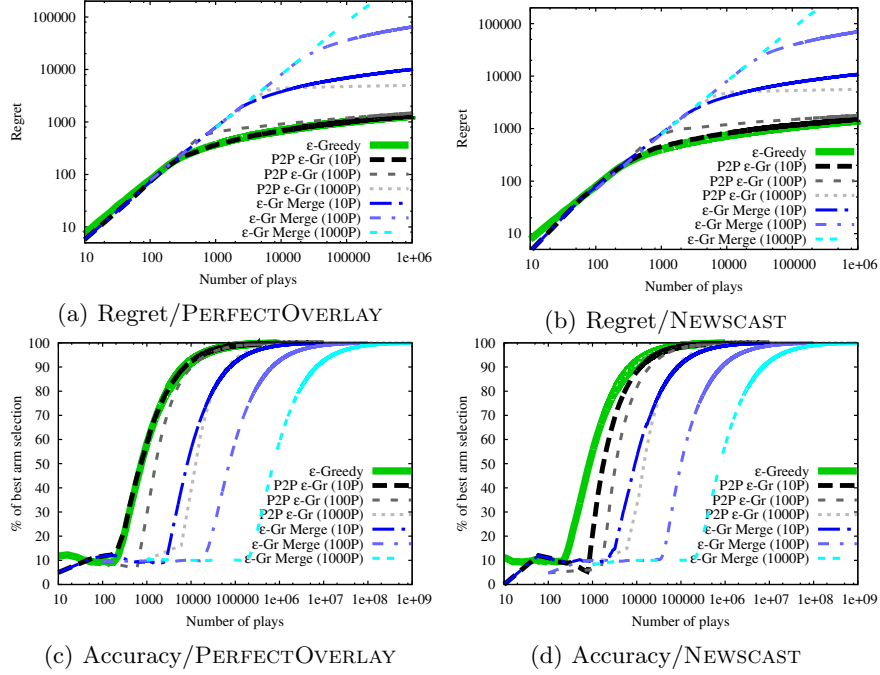 100000
10000
1000
100
10
Regret
ε-Greedy
P2P ε-Gr (10P)
P2P ε-Gr (100P)
P2P ε-Gr (1000P)
ε-Gr Merge (10P)
ε-Gr Merge (100P)
ε-Gr Merge (1000P)
10 100 1000 10000 100000 1e+06
Number of plays
(a) Regret/PERFECTOVERLAY
100000
10000
1000
100
10
Regret
ε-Greedy
P2P ε-Gr (10P)
P2P ε-Gr (100P)
P2P ε-Gr (1000P)
ε-Gr Merge (10P)
ε-Gr Merge (100P)
ε-Gr Merge (1000P)
10 100 1000 10000 100000 1e+06
Number of plays
(b) Regret/NEWSCAST
100
90
80
70
60
50
40
30
20
10
0
% of best arm selection
ε-Greedy
P2P ε-Gr (10P)
P2P ε-Gr (100P)
P2P ε-Gr (1000P)
ε-Gr Merge (10P)
ε-Gr Merge (100P)
ε-Gr Merge (1000P)
10 100 1000 10000 100000 1e+06 1e+07 1e+08 1e+09
Number of plays
(c) Accuracy/PERFECTOVERLAY
100
90
80
70
60
50
40
30
20
10
0
% of best arm selection
ε-Greedy
P2P ε-Gr (10P)
P2P ε-Gr (100P)
P2P ε-Gr (1000P)
ε-Gr Merge (10P)
ε-Gr Merge (100P)
ε-Gr Merge (1000P)
10 100 1000 10000 100000 1e+06 1e+07 1e+08 1e+09
Number of plays
(d) Accuracy/NEWSCAST